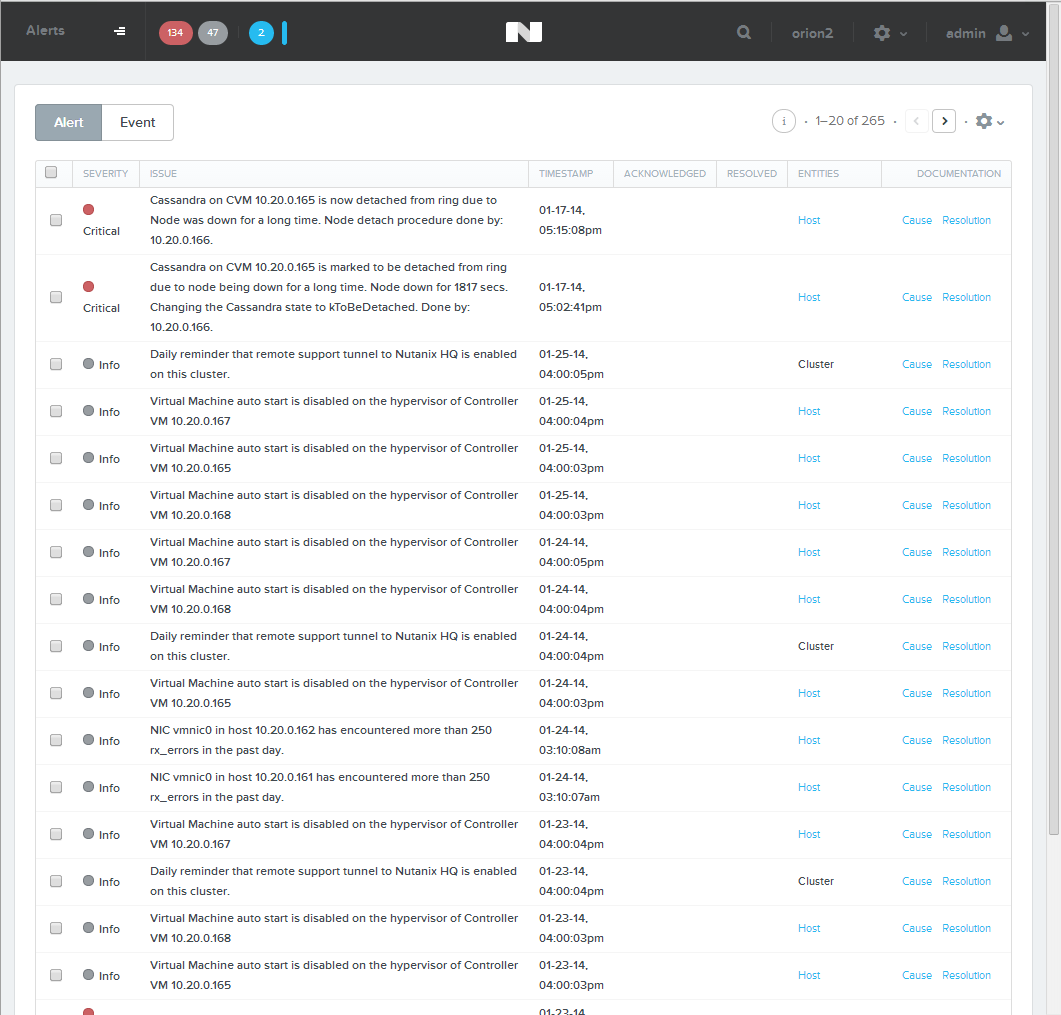 Alerts 134 47 2 orion2 admin
Alert Event i · 1–20 of 265 · < > ·
SEVERITY ISSUE TIMESTAMP ACKNOWLEDGED RESOLVED ENTITIES DOCUMENTATION
Critical Cassandra on CVM 10.20.0.165 is now detached from ring due to
Node was down for a long time. Node detach procedure done by:
10.20.0.166.
01-17-14,
05:15:08pm
Host Cause Resolution
Critical Cassandra on CVM 10.20.0.165 is marked to be detached from ring
due to node being down for a long time. Node down for 1817 secs.
Changing the Cassandra state to kToBeDetached. Done by:
10.20.0.166.
01-17-14,
05:02:41pm
Host Cause Resolution
Info Daily reminder that remote support tunnel to Nutanix HQ is enabled
on this cluster.
01-25-14,
04:00:05pm
Cluster Cause Resolution
Info Virtual Machine auto start is disabled on the hypervisor of Controller
VM 10.20.0.167
01-25-14,
04:00:04pm
Host Cause Resolution
Info Virtual Machine auto start is disabled on the hypervisor of Controller
VM 10.20.0.165
01-25-14,
04:00:03pm
Host Cause Resolution
Info Virtual Machine auto start is disabled on the hypervisor of Controller
VM 10.20.0.168
01-25-14,
04:00:03pm
Host Cause Resolution
Info Virtual Machine auto start is disabled on the hypervisor of Controller
VM 10.20.0.167
01-24-14,
04:00:05pm
Host Cause Resolution
Info Virtual Machine auto start is disabled on the hypervisor of Controller
VM 10.20.0.168
01-24-14,
04:00:04pm
Host Cause Resolution
Info Daily reminder that remote support tunnel to Nutanix HQ is enabled
on this cluster.
01-24-14,
04:00:04pm
Cluster Cause Resolution
Info Virtual Machine auto start is disabled on the hypervisor of Controller
VM 10.20.0.165
01-24-14,
04:00:03pm
Host Cause Resolution
Info NIC vmnic0 in host 10.20.0.162 has encountered more than 250
rx_errors in the past day.
01-24-14,
03:10:08am
Host Cause Resolution
Info NIC vmnic0 in host 10.20.0.161 has encountered more than 250
rx_errors in the past day.
01-24-14,
03:10:07am
Host Cause Resolution
Info Virtual Machine auto start is disabled on the hypervisor of Controller
VM 10.20.0.167
01-23-14,
04:00:04pm
Host Cause Resolution
Info Daily reminder that remote support tunnel to Nutanix HQ is enabled
on this cluster.
01-23-14,
04:00:04pm
Cluster Cause Resolution
Info Virtual Machine auto start is disabled on the hypervisor of Controller
VM 10.20.0.168
01-23-14,
04:00:03pm
Host Cause Resolution
Info Virtual Machine auto start is disabled on the hypervisor of Controller
VM 10.20.0.165
01-23-14,
04:00:03pm
Host Cause Resolution
01-23-14,